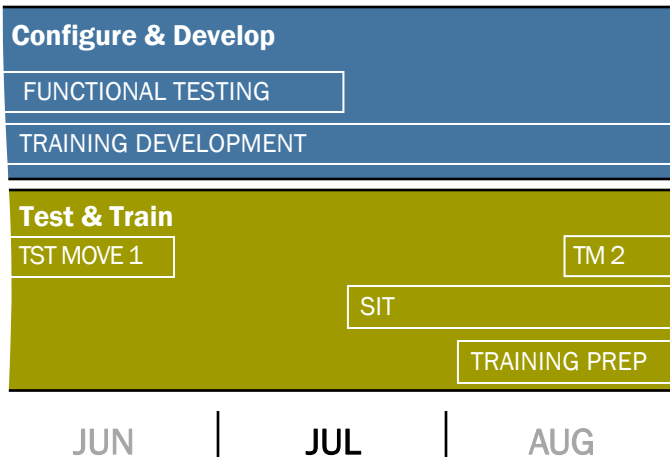 Configure & Develop
FUNCTIONAL TESTING
TRAINING DEVELOPMENT
Test & Train
TST MOVE 1
TM 2
SIT
TRAINING PREP
JUN
JUL
AUG